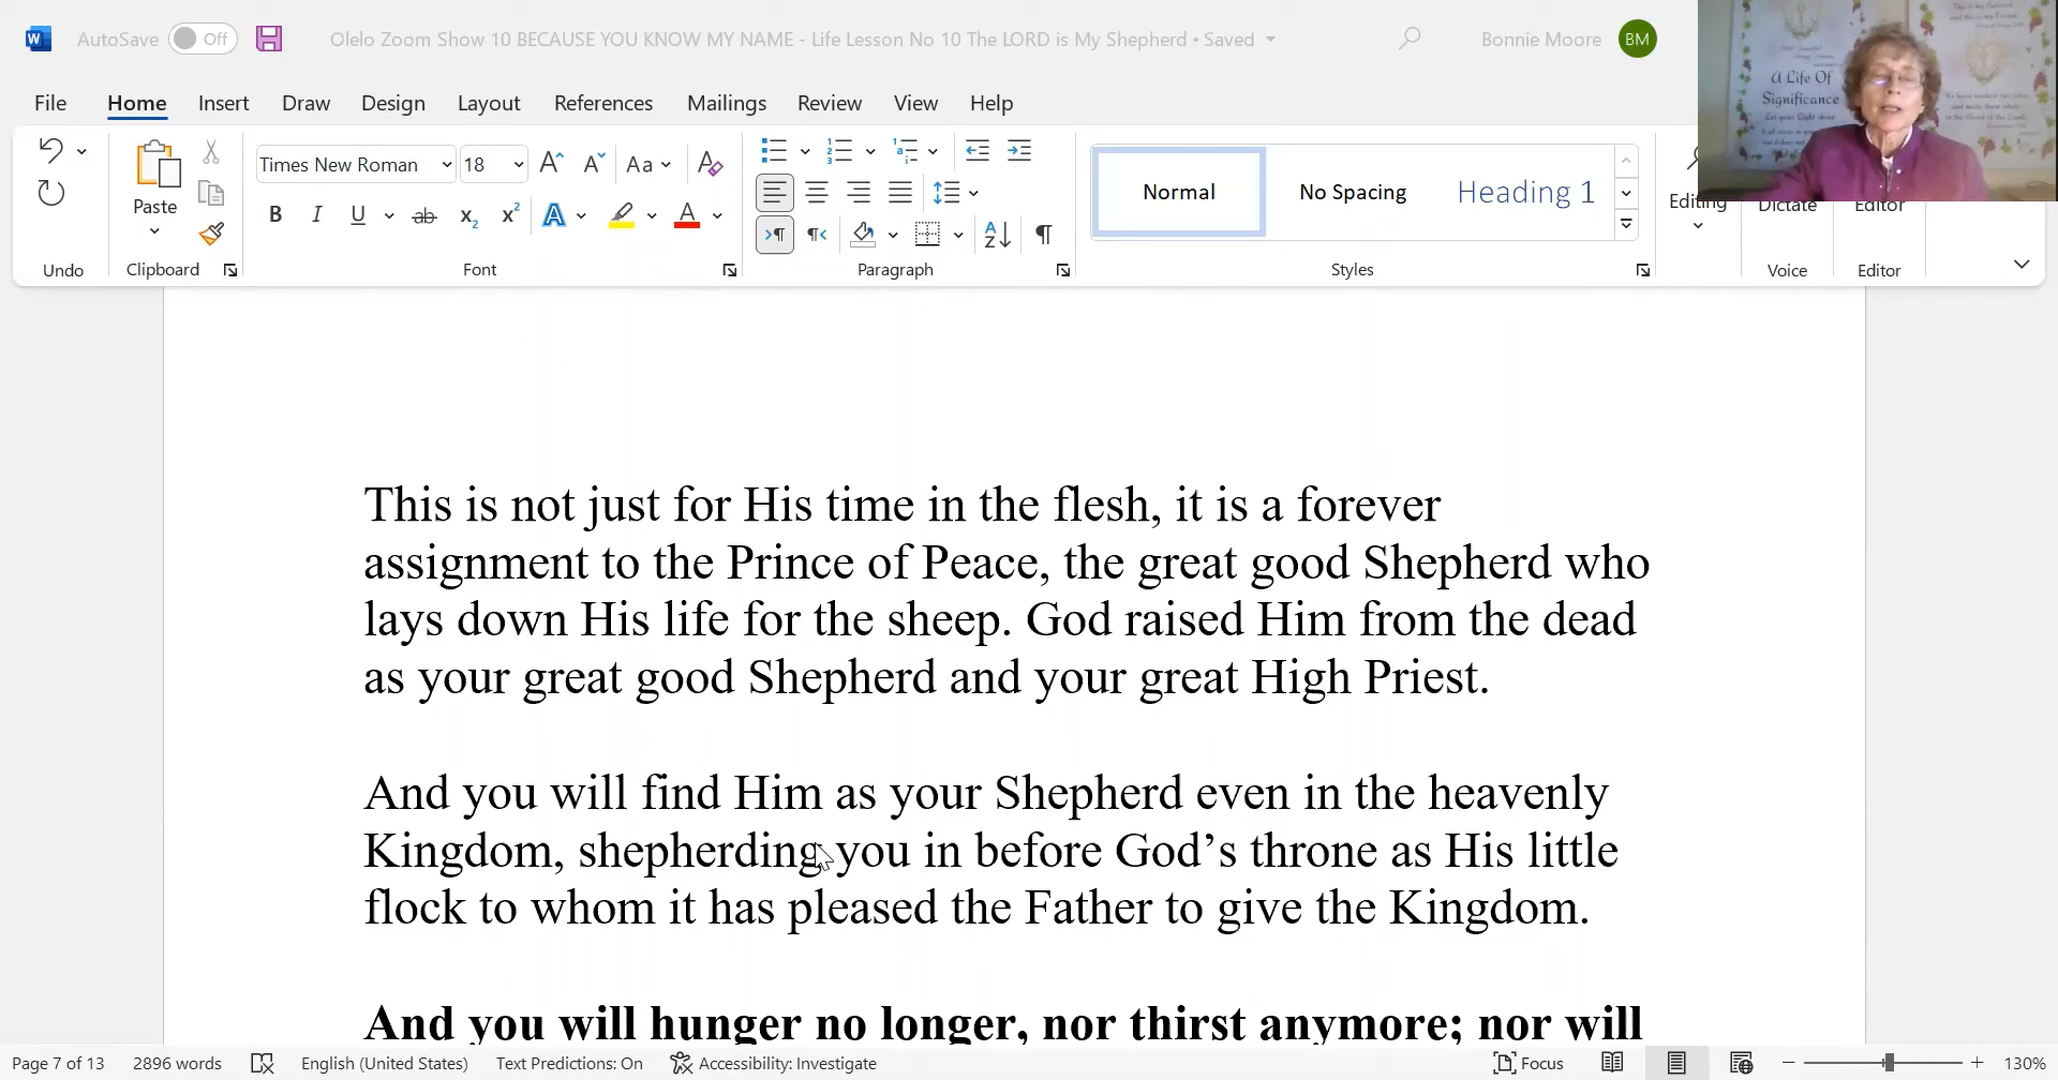 AutoSave Off Olelo Zoom Show 10 BECAUSE YOU KNOW MY NAME - Life Lesson No 10 The LORD is My Shepherd • Saved Bonnie Moore BM
File Home Insert Draw Design Layout References Mailings Review View Help
A Life Of
Significance
Let your Light shine
Paste
Times New Roman 18
Normal No Spacing Heading 1
Editing Dictate Editor
Undo Clipboard Font Paragraph Styles Voice Editor
This is not just for His time in the flesh, it is a forever
assignment to the Prince of Peace, the great good Shepherd who
lays down His life for the sheep. God raised Him from the dead
as your great good Shepherd and your great High Priest.
And you will find Him as your Shepherd even in the heavenly
Kingdom, shepherding you in before God’s throne as His little
flock to whom it has pleased the Father to give the Kingdom.
And you will hunger no longer, nor thirst anymore; nor will
Page 7 of 13 2896 words English (United States) Text Predictions: On Accessibility: Investigate Focus 130%